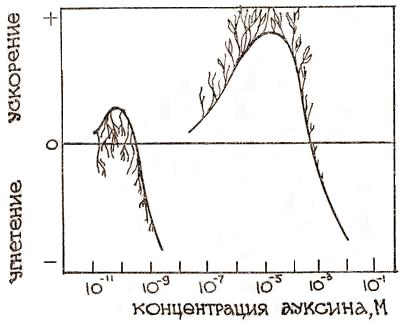 +
УСКОРЕНИЕ
0
УГНЕТЕНИЕ
−
10⁻¹¹ 10⁻⁹ 10⁻⁷ 10⁻⁵ 10⁻³ 10⁻¹
КОНЦЕНТРАЦИЯ АУКСИНА, М